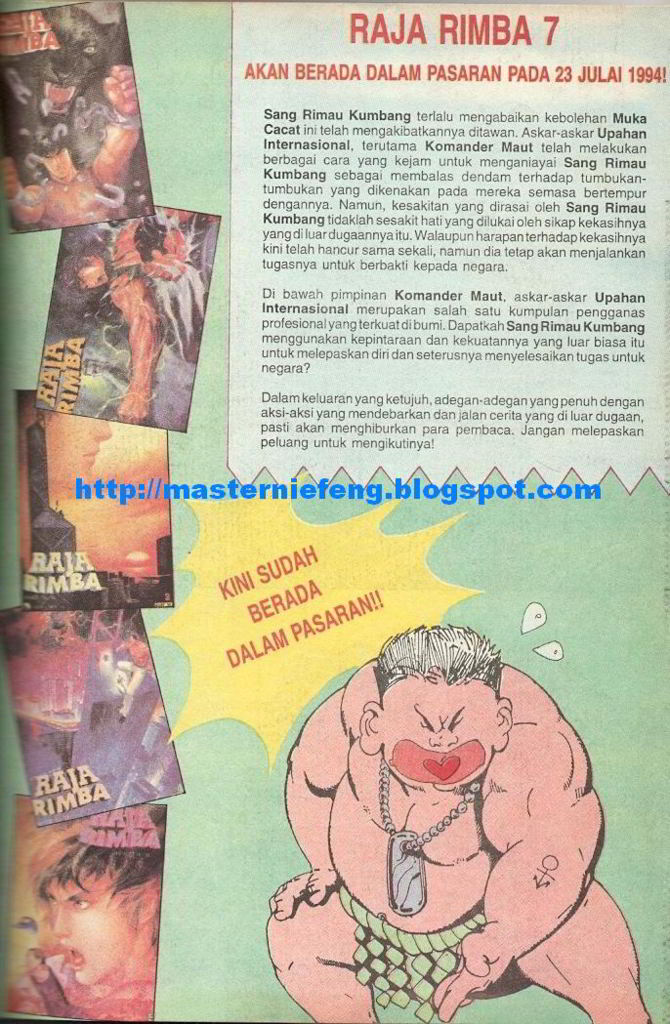 RAJA RIMBA 7
AKAN BERADA DALAM PASARAN PADA 23 JULAI 1994!
Sang Rimau Kumbang terlalu mengabaikan kebolehan Muka
Cacat ini telah mengakibatkannya ditawan. Askar-askar Upahan
Internasional, terutama Komander Maut telah melakukan
berbagai cara yang kejam untuk menganiayai Sang Rimau
Kumbang sebagai membalas dendam terhadap tumbukan-
tumbukan yang dikenakan pada mereka semasa bertempur
dengannya. Namun, kesakitan yang dirasai oleh Sang Rimau
Kumbang tidaklah sesakit hati yang dilukai oleh sikap kekasihnya
yang di luar dugaannya itu. Walaupun harapan terhadap kekasihnya
kini telah hancur sama sekali, namun dia tetap akan menjalankan
tugasnya untuk berbakti kepada negara.
Di bawah pimpinan Komander Maut, askar-askar Upahan
Internasional merupakan salah satu kumpulan pengganas
profesional yang terkuat di bumi. Dapatkah Sang Rimau Kumbang
menggunakan kepintaraan dan kekuatannya yang luar biasa itu
untuk melepaskan diri dan seterusnya menyelesaikan tugas untuk
negara?
Dalam keluaran yang ketujuh, adegan-adegan yang penuh dengan
aksi-aksi yang mendebarkan dan jalan cerita yang di luar dugaan,
pasti akan menghiburkan para pembaca. Jangan melepaskan
peluang untuk mengikutinya!
http://masterniefeng.blogspot.com
KINI SUDAH
BERADA
DALAM PASARAN!!
RAJA
RIMBA
RAJA
RIMBA
RAJA
RIMBA
3
RAJA
RIMBA
RAJA
RIMBA